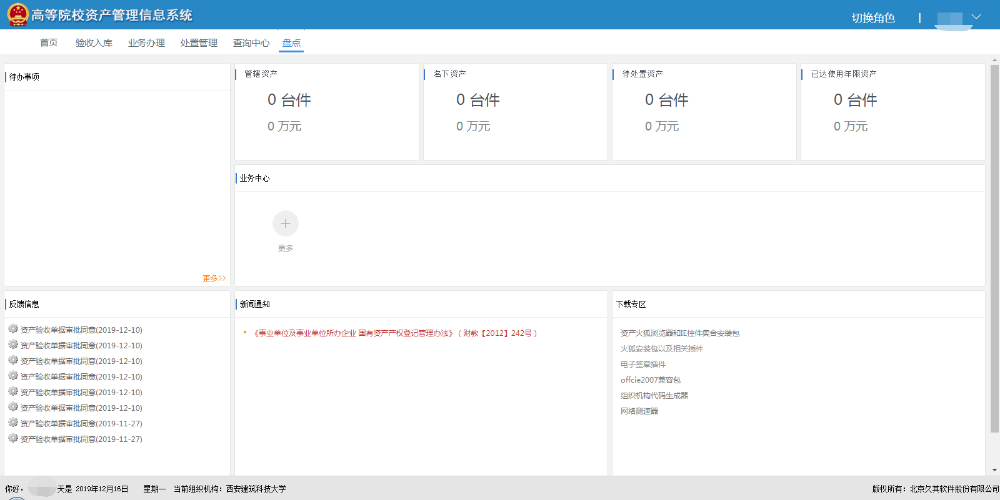 高等院校资产管理信息系统
切换角色 |
首页 验收入库 业务办理 处置管理 查询中心 盘点
待办事项
更多>>
管辖资产
0 台件
0 万元
名下资产
0 台件
0 万元
待处置资产
0 台件
0 万元
已达使用年限资产
0 台件
0 万元
业务中心
更多
反馈信息
资产验收单据审批同意(2019-12-10)
资产验收单据审批同意(2019-12-10)
资产验收单据审批同意(2019-12-10)
资产验收单据审批同意(2019-12-10)
资产验收单据审批同意(2019-12-10)
资产验收单据审批同意(2019-12-10)
资产验收单据审批同意(2019-11-27)
资产验收单据审批同意(2019-11-27)
新闻通知
《事业单位及事业单位所办企业 国有资产产权登记管理办法》（财教【2012】242号）
下载专区
资产火狐浏览器和IE控件集合安装包
火狐安装包以及相关插件
电子签章插件
offcie2007兼容包
组织机构代码生成器
网络测速器
你好， 天是 2019年12月16日 星期一 当前组织机构：西安建筑科技大学
版权所有：北京久其软件股份有限公司